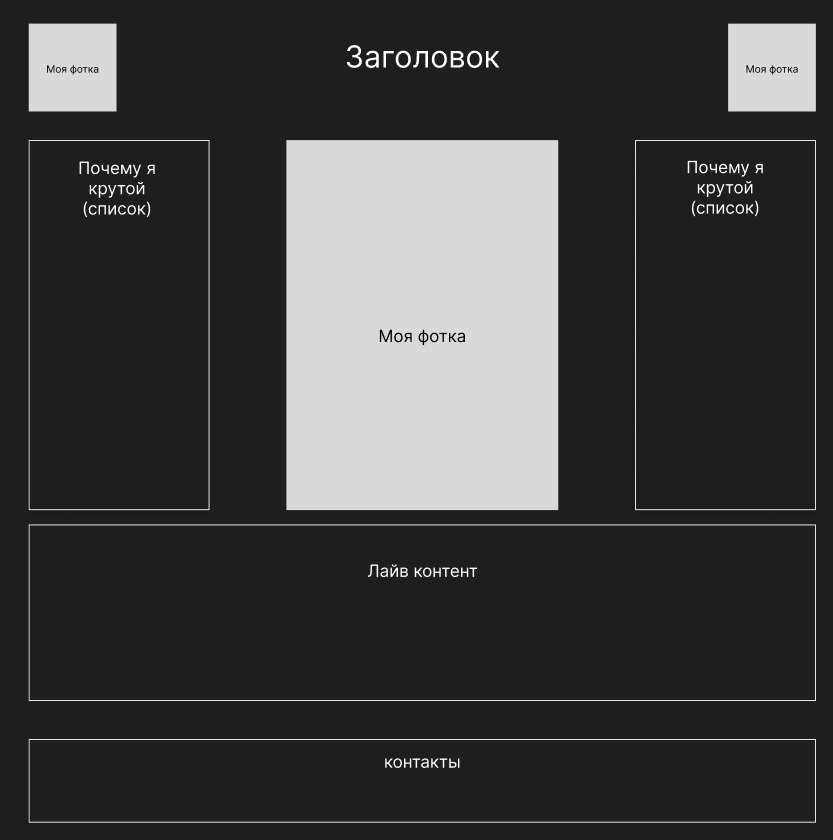 Моя фотка
Заголовок
Моя фотка
Почему я
крутой
(список)
Моя фотка
Почему я
крутой
(список)
Лайв контент
контакты